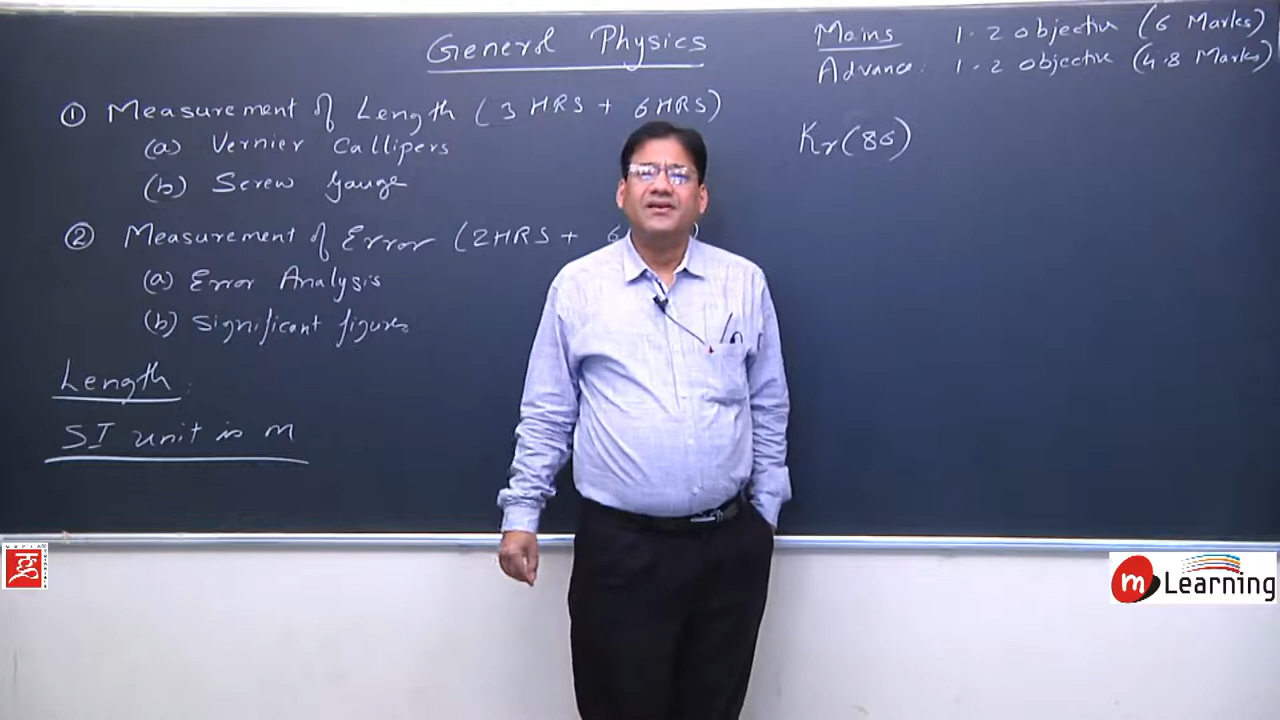 General Physics
Mains 1-2 objective (6 Marks)
Advance: 1-2 objective (4-8 Marks)
① Measurement of Length (3 HRS + 6 HRS)
(a) Vernier Callipers
(b) Screw Gauge
Kr(86)
② Measurement of Error (2HRS + 6
(a) Error Analysis
(b) Significant figures
Length
SI unit is m
m Learning